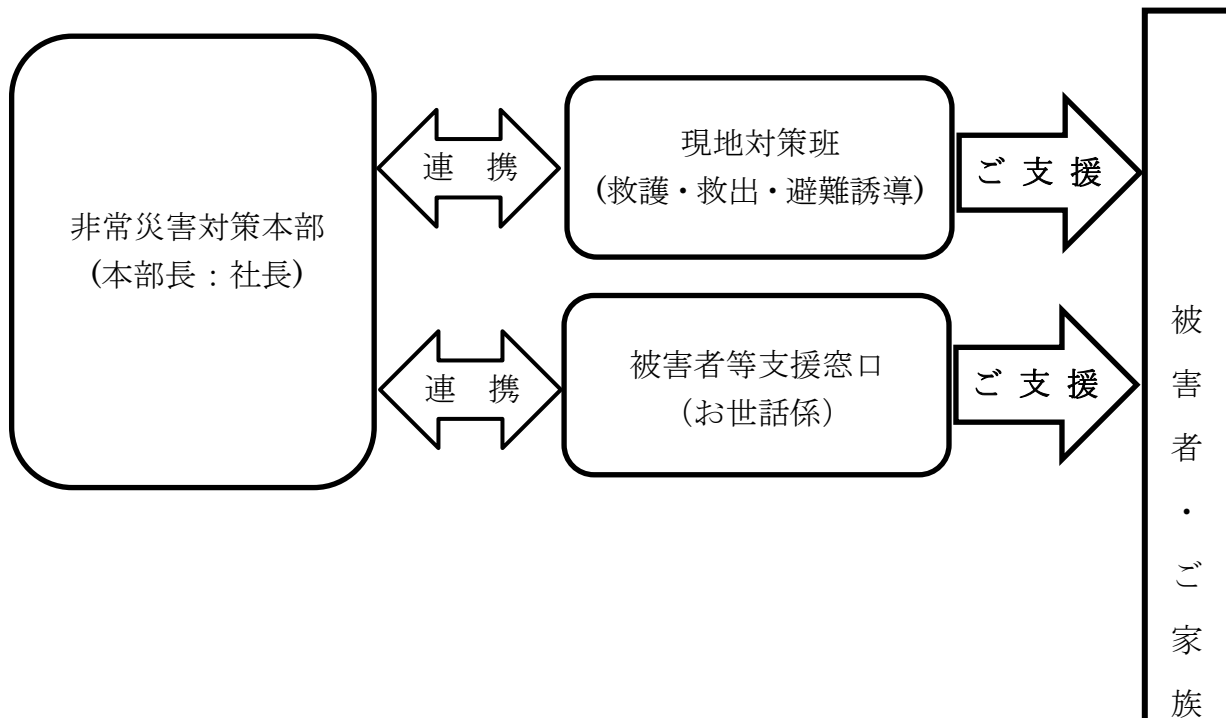 非常災害対策本部
(本部長：社長)
連　携
現地対策班
(救護・救出・避難誘導)
ご 支 援
連　携
被害者等支援窓口
（お世話係）
ご 支 援
被害者・ご家族